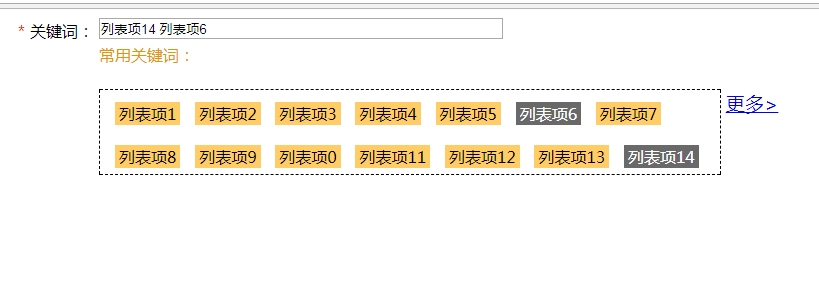 * 关键词： 列表项14 列表项6
常用关键词：
列表项1 列表项2 列表项3 列表项4 列表项5 列表项6 列表项7 更多>
列表项8 列表项9 列表项0 列表项11 列表项12 列表项13 列表项14